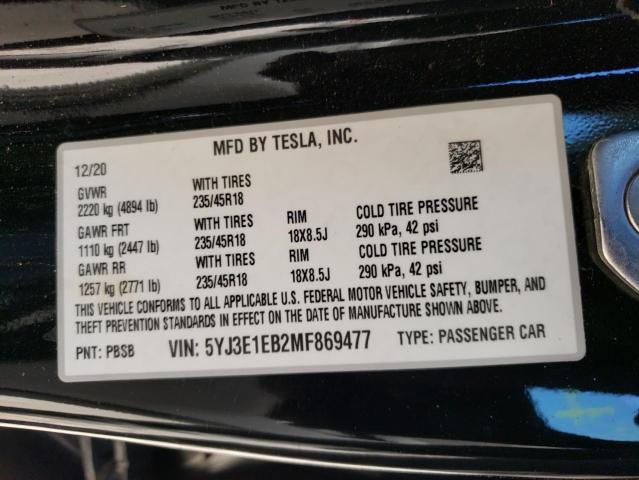 MFD BY TESLA, INC.
12/20
GVWR WITH TIRES
2220 kg (4894 lb) 235/45R18
GAWR FRT WITH TIRES RIM COLD TIRE PRESSURE
1110 kg (2447 lb) 235/45R18 18X8.5J 290 kPa, 42 psi
GAWR RR WITH TIRES RIM COLD TIRE PRESSURE
1257 kg (2771 lb) 235/45R18 18X8.5J 290 kPa, 42 psi
THIS VEHICLE CONFORMS TO ALL APPLICABLE U.S. FEDERAL MOTOR VEHICLE SAFETY, BUMPER, AND
THEFT PREVENTION STANDARDS IN EFFECT ON THE DATE OF MANUFACTURE SHOWN ABOVE.
PNT: PBSB VIN: 5YJ3E1EB2MF869477 TYPE: PASSENGER CAR